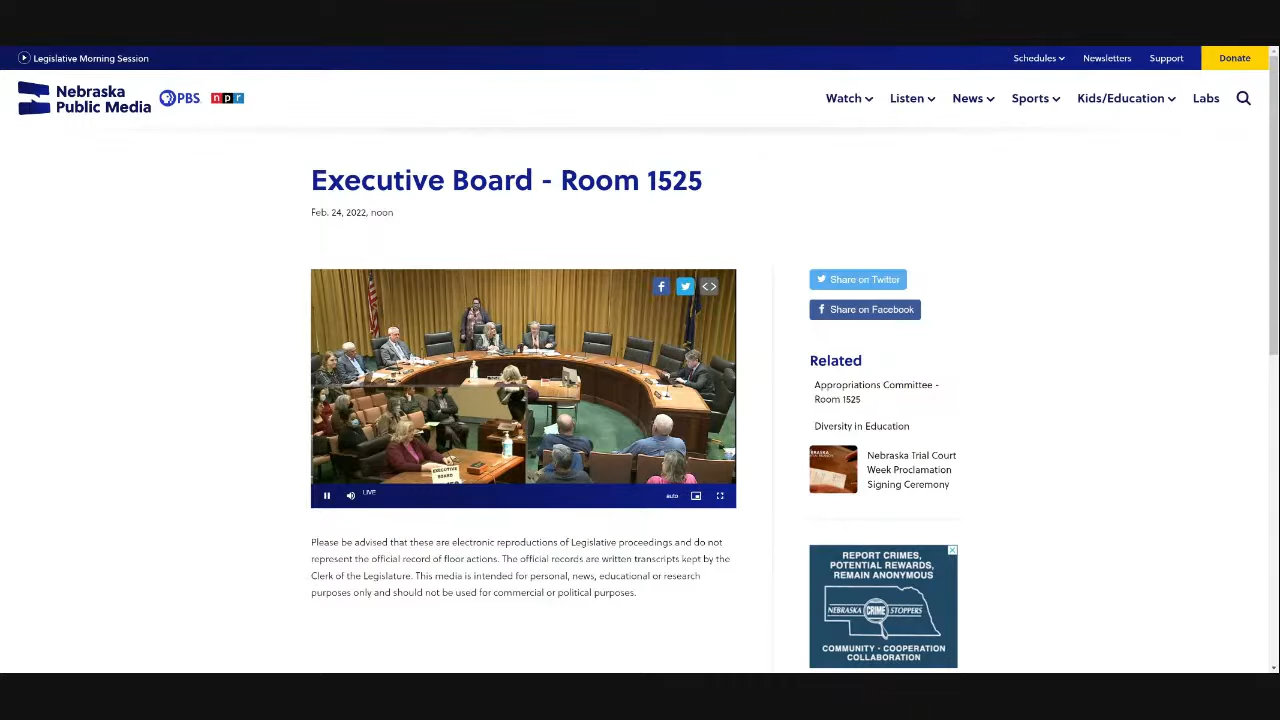 Legislative Morning Session
Schedules
Newsletters
Support
Donate
Nebraska
Public Media
PBS
npr
Watch
Listen
News
Sports
Kids/Education
Labs
Executive Board - Room 1525
Feb. 24, 2022, noon
EXECUTIVE
BOARD
LIVE
auto
Please be advised that these are electronic reproductions of Legislative proceedings and do not
represent the official record of floor actions. The official records are written transcripts kept by the
Clerk of the Legislature. This media is intended for personal, news, educational or research
purposes only and should not be used for commercial or political purposes.
Share on Twitter
Share on Facebook
Related
Appropriations Committee -
Room 1525
Diversity in Education
Nebraska Trial Court
Week Proclamation
Signing Ceremony
REPORT CRIMES,
POTENTIAL REWARDS,
REMAIN ANONYMOUS
NEBRASKA CRIME STOPPERS
COMMUNITY · COOPERATION
COLLABORATION